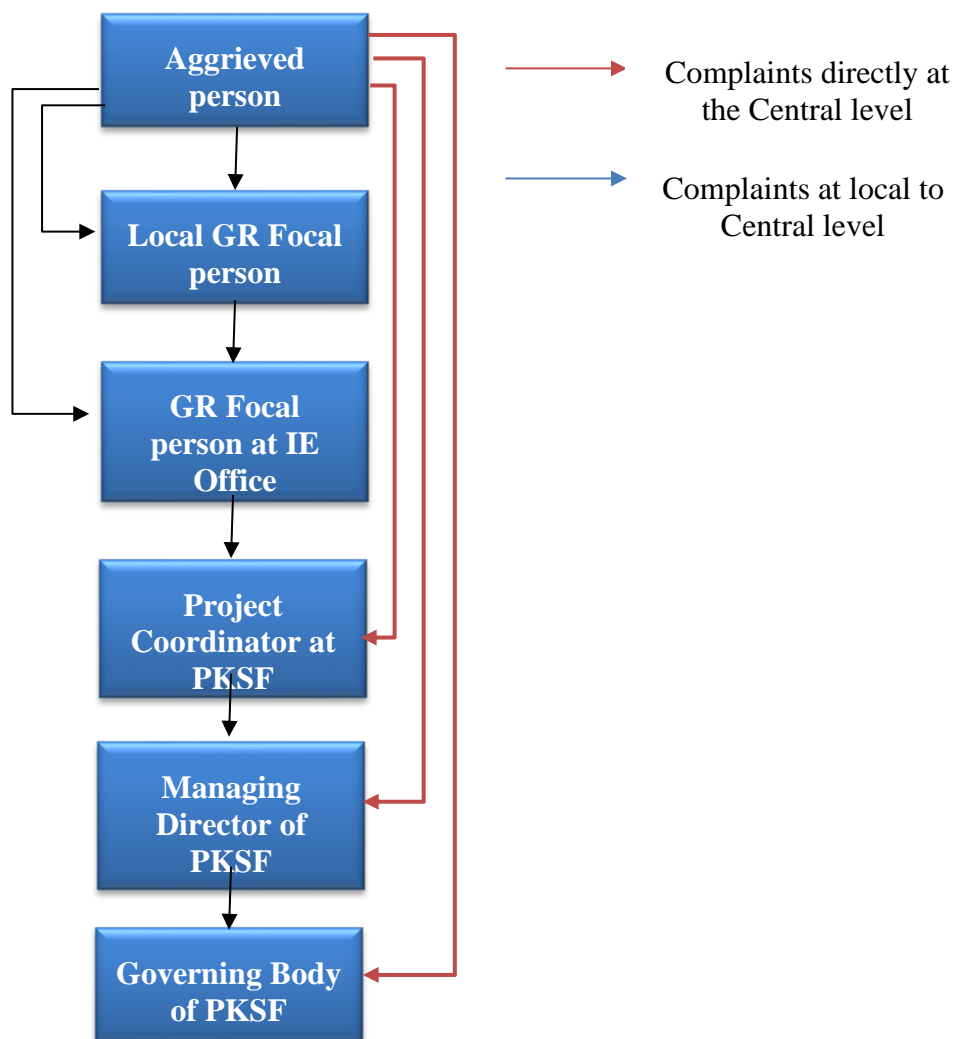 Aggrieved
person
Complaints directly at
the Central level
Complaints at local to
Central level
Local GR Focal
person
GR Focal
person at IE
Office
Project
Coordinator at
PKSF
Managing
Director of
PKSF
Governing Body
of PKSF